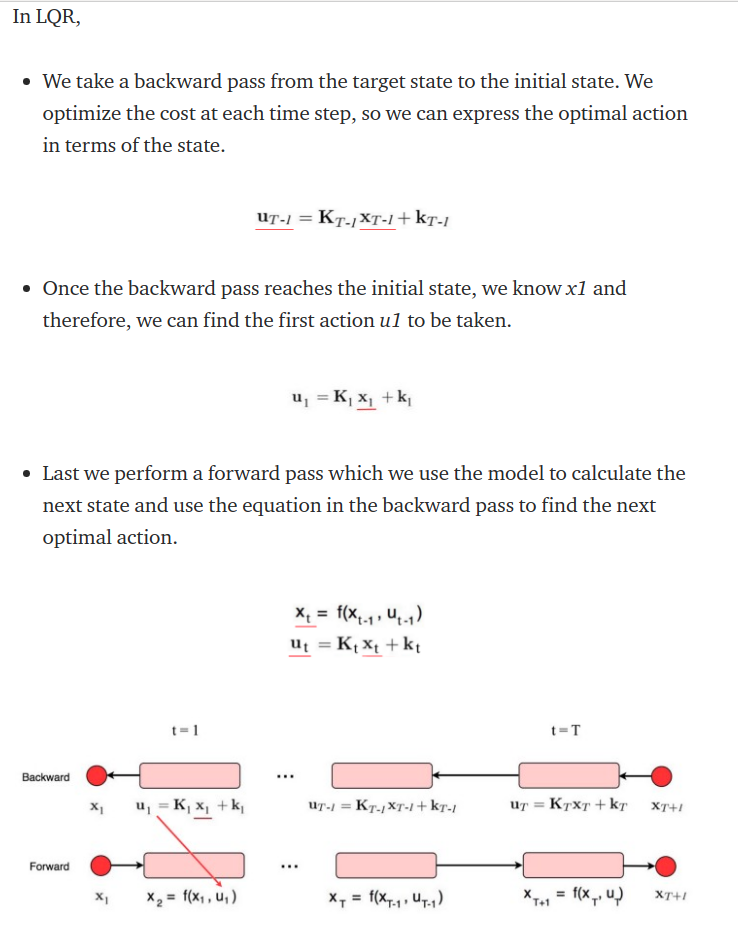 In LQR,
• We take a backward pass from the target state to the initial state. We
optimize the cost at each time step, so we can express the optimal action
in terms of the state.
u_{T-1} = K_{T-1} x_{T-1} + k_{T-1}
• Once the backward pass reaches the initial state, we know x1 and
therefore, we can find the first action u1 to be taken.
u_1 = K_1 x_1 + k_1
• Last we perform a forward pass which we use the model to calculate the
next state and use the equation in the backward pass to find the next
optimal action.
x_t = f(x_{t-1}, u_{t-1})
u_t = K_t x_t + k_t
t = 1 t = T
Backward ...
x_1 u_1 = K_1 x_1 + k_1 u_{T-1} = K_{T-1} x_{T-1} + k_{T-1} u_T = K_T x_T + k_T x_{T+1}
Forward ...
x_1 x_2 = f(x_1, u_1) x_T = f(x_{T-1}, u_{T-1}) x_{T+1} = f(x_T, u_T) x_{T+1}